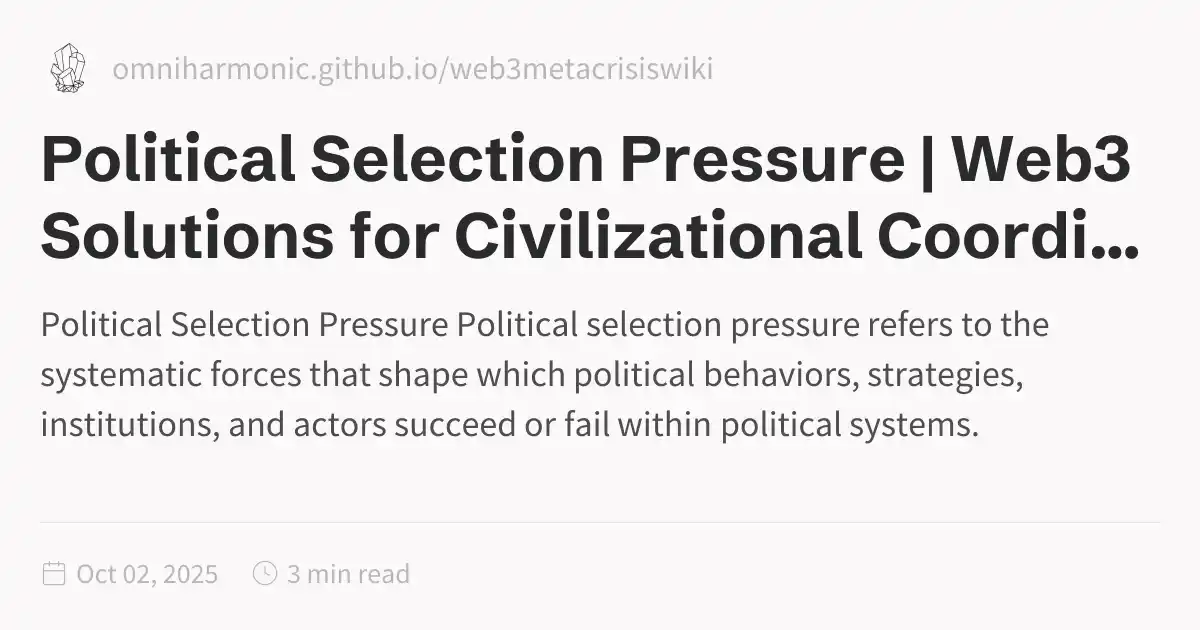 omniharmonic.github.io/web3metacrisiswiki
Political Selection Pressure | Web3
Solutions for Civilizational Coordi...
Political Selection Pressure Political selection pressure refers to the
systematic forces that shape which political behaviors, strategies,
institutions, and actors succeed or fail within political systems.
Oct 02, 2025 3 min read